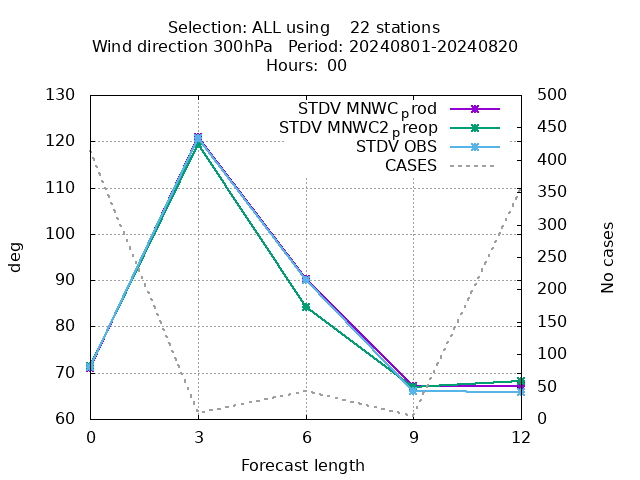 Selection: ALL using    22 stations
Wind direction 300hPa   Period: 20240801-20240820
Hours:  00
STDV MNWC_prod
STDV MNWC2_preop
STDV OBS
CASES
130
120
110
100
90
80
70
60
500
450
400
350
300
250
200
150
100
50
0
deg
No cases
0 3 6 9 12
Forecast length